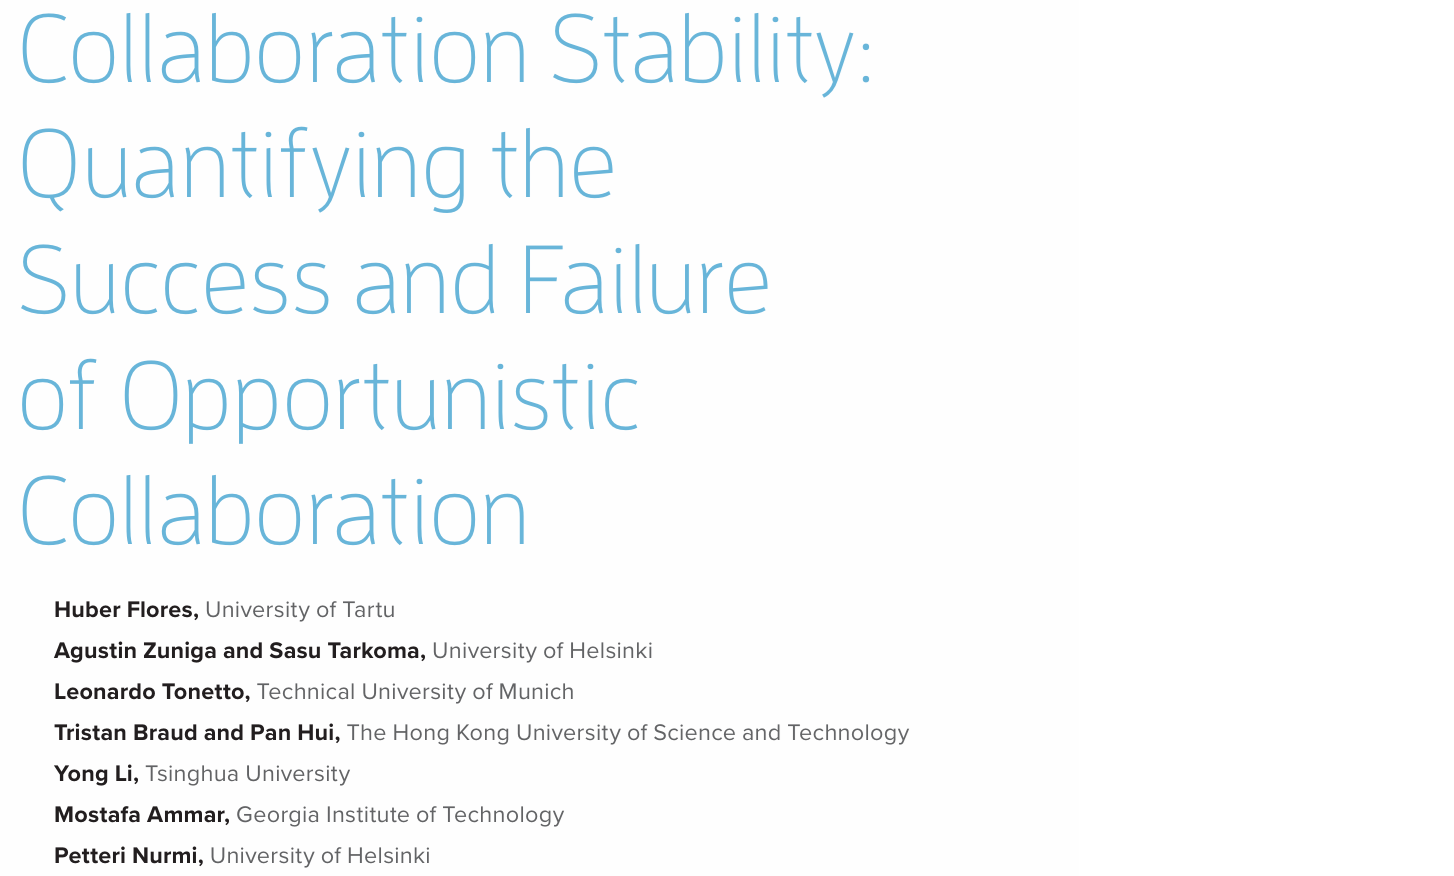 Collaboration Stability:
Quantifying the
Success and Failure
of Opportunistic
Collaboration
Huber Flores, University of Tartu
Agustin Zuniga and Sasu Tarkoma, University of Helsinki
Leonardo Tonetto, Technical University of Munich
Tristan Braud and Pan Hui, The Hong Kong University of Science and Technology
Yong Li, Tsinghua University
Mostafa Ammar, Georgia Institute of Technology
Petteri Nurmi, University of Helsinki